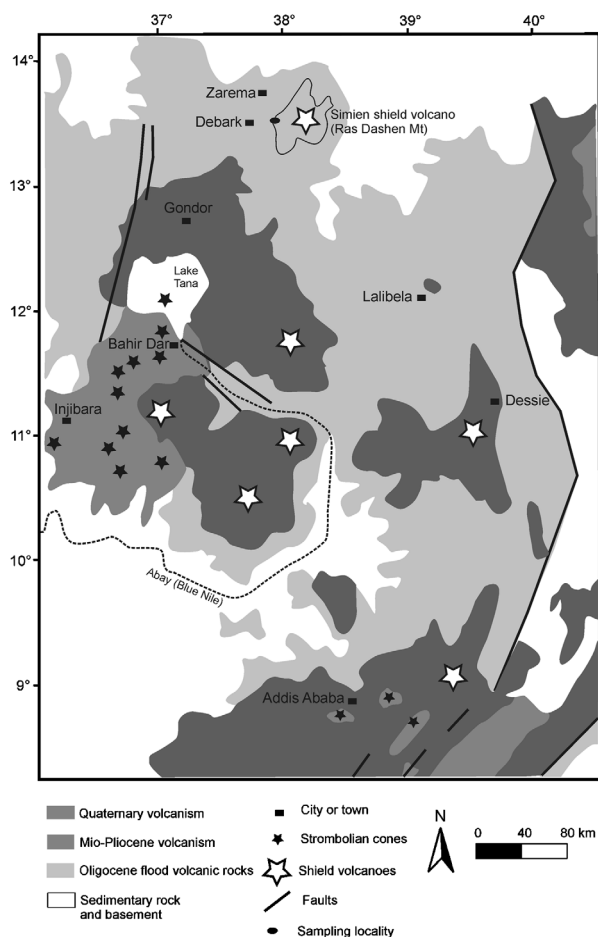 37° 38° 39° 40°
14°
Zarema
Debark
Simien shield volcano
(Ras Dashen Mt)
13°
Gondor
Lake
Tana
12°
Lalibela
Bahir Dar
Dessie
Injibara
11°
10°
Abay (Blue Nile)
9°
Addis Ababa
Quaternary volcanism
Mio-Pliocene volcanism
Oligocene flood volcanic rocks
Sedimentary rock
and basement
City or town
Strombolian cones
Shield volcanoes
Faults
Sampling locality
N
0 40 80 km